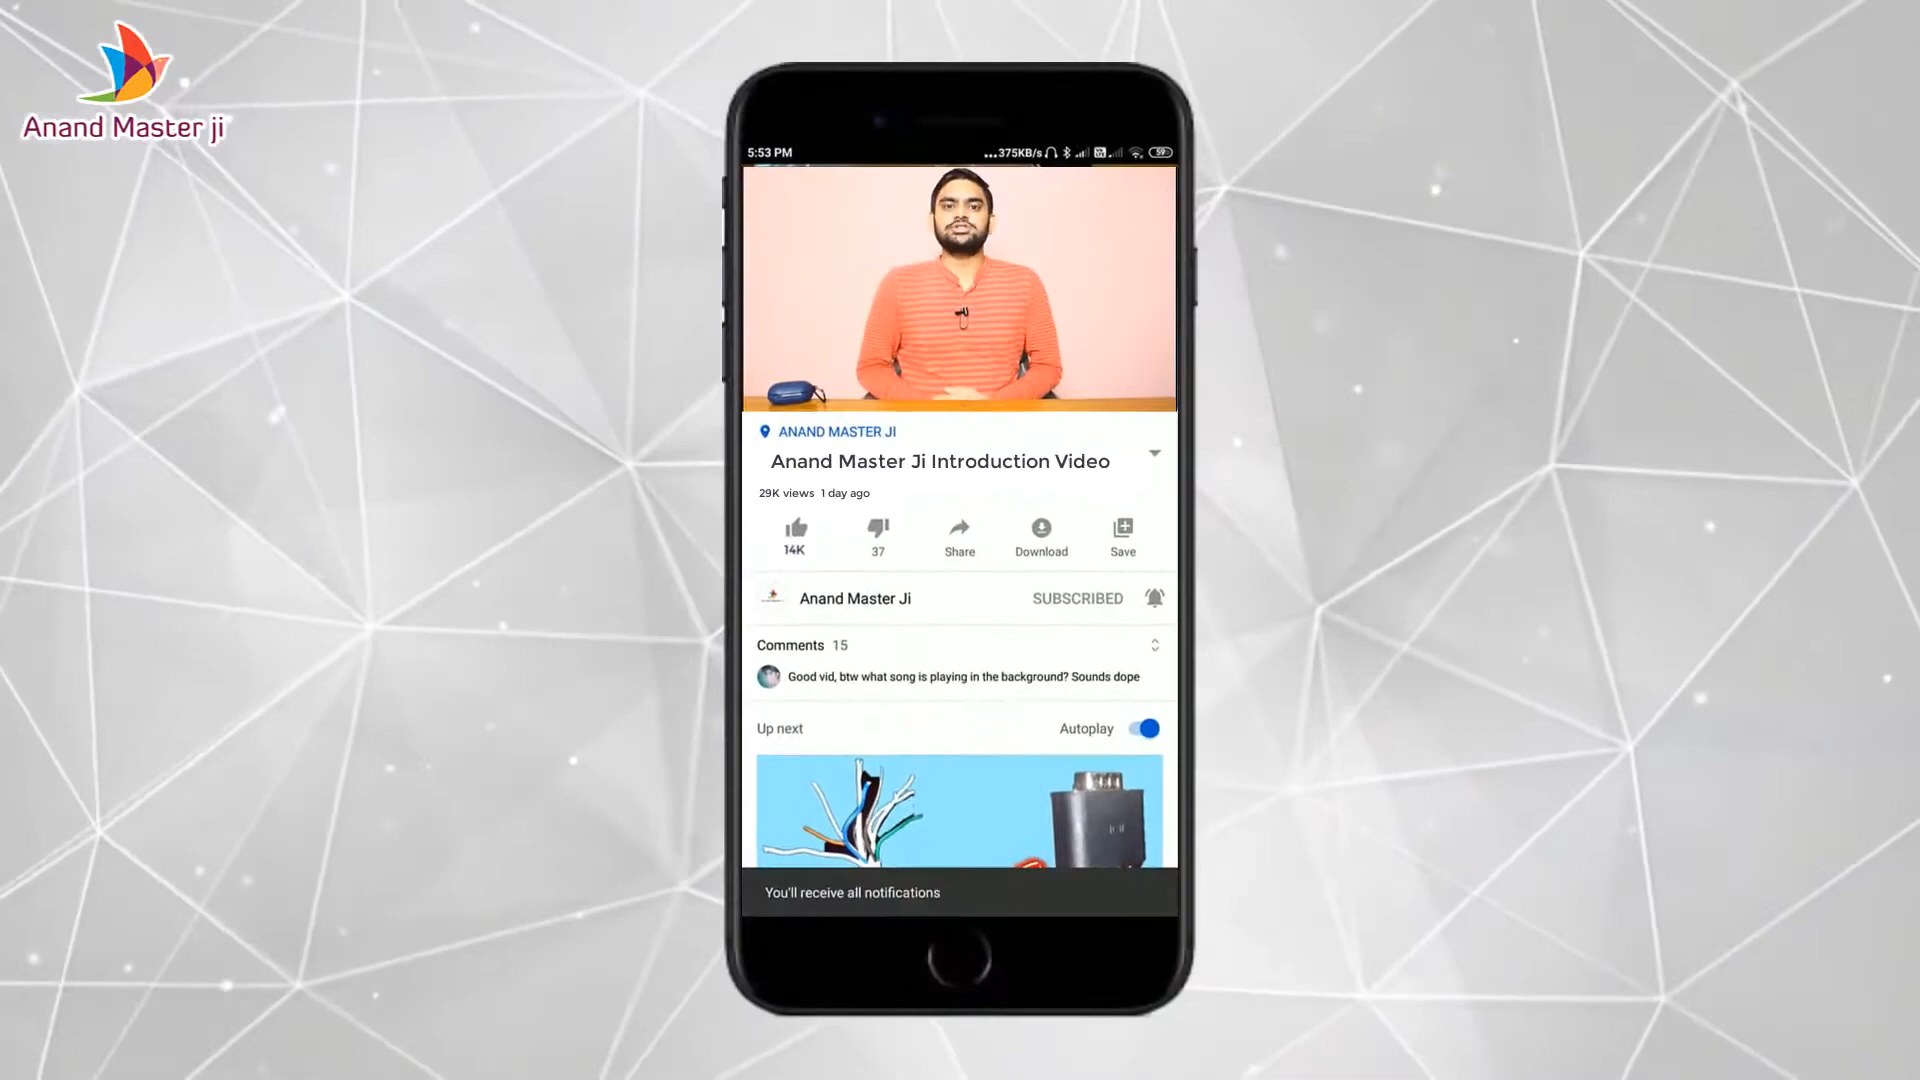 Anand Master ji
5:53 PM
...375KB/s
59
ANAND MASTER JI
Anand Master Ji Introduction Video
29K views 1 day ago
14K
37
Share
Download
Save
Anand Master Ji
SUBSCRIBED
Comments 15
Good vid, btw what song is playing in the background? Sounds dope
Up next
Autoplay
You'll receive all notifications